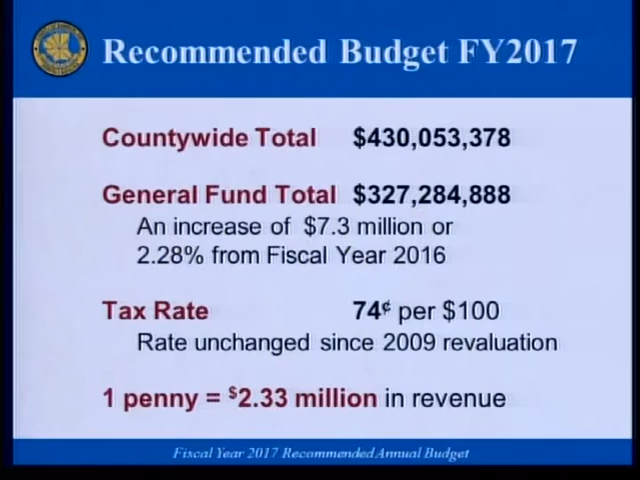 Recommended Budget FY2017
Countywide Total $430,053,378
General Fund Total $327,284,888
An increase of $7.3 million or
2.28% from Fiscal Year 2016
Tax Rate 74¢ per $100
Rate unchanged since 2009 revaluation
1 penny = $2.33 million in revenue
Fiscal Year 2017 Recommended Annual Budget